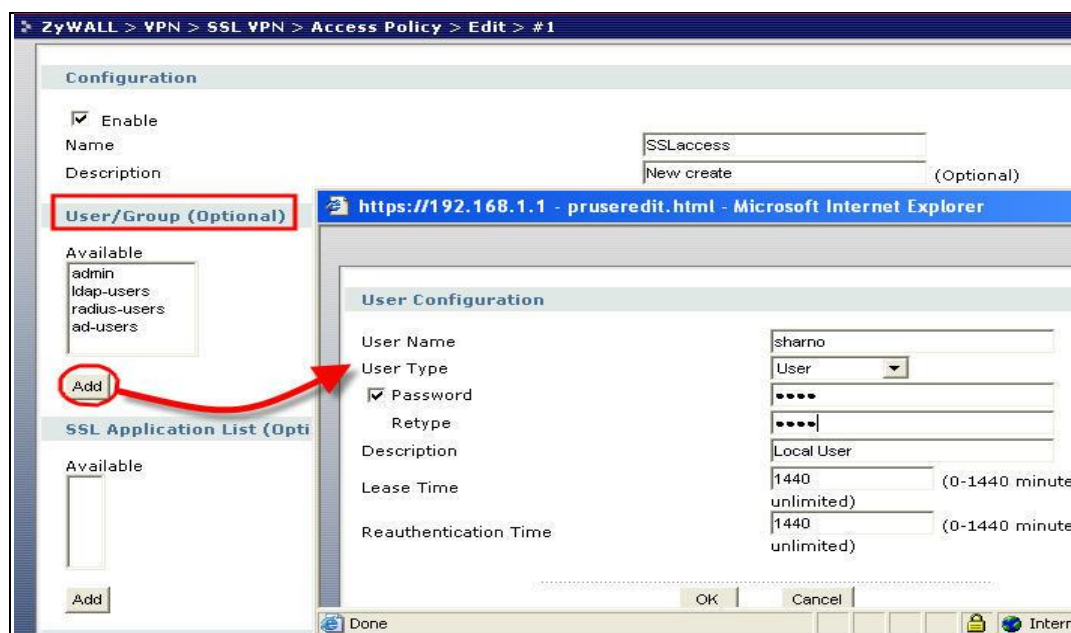 ZyWALL > VPN > SSL VPN > Access Policy > Edit > #1
Configuration
Enable
Name SSLaccess
Description New create (Optional)
User/Group (Optional)
Available
admin
ldap-users
radius-users
ad-users
Add
SSL Application List (Opti
Available
Add
https://192.168.1.1 - pruseredit.html - Microsoft Internet Explorer
User Configuration
User Name sharno
User Type User
Password ••••
Retype ••••
Description Local User
Lease Time 1440 (0-1440 minute
unlimited)
Reauthentication Time 1440 (0-1440 minute
unlimited)
OK Cancel
Done Intern